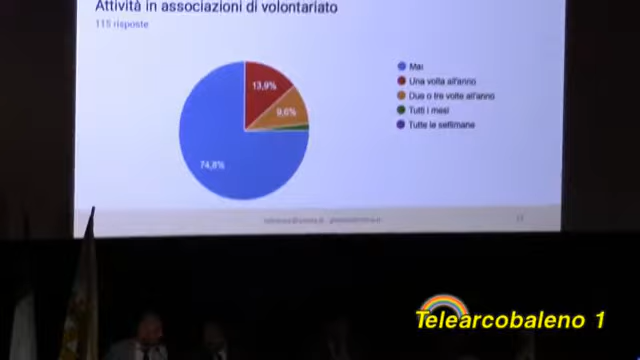 Attività in associazioni di volontariato
115 risposte
Mai
13,9%
Una volta all'anno
Due o tre volte all'anno
9,6%
Tutti i mesi
Tutte le settimane
74,8%
Telearcobaleno 1